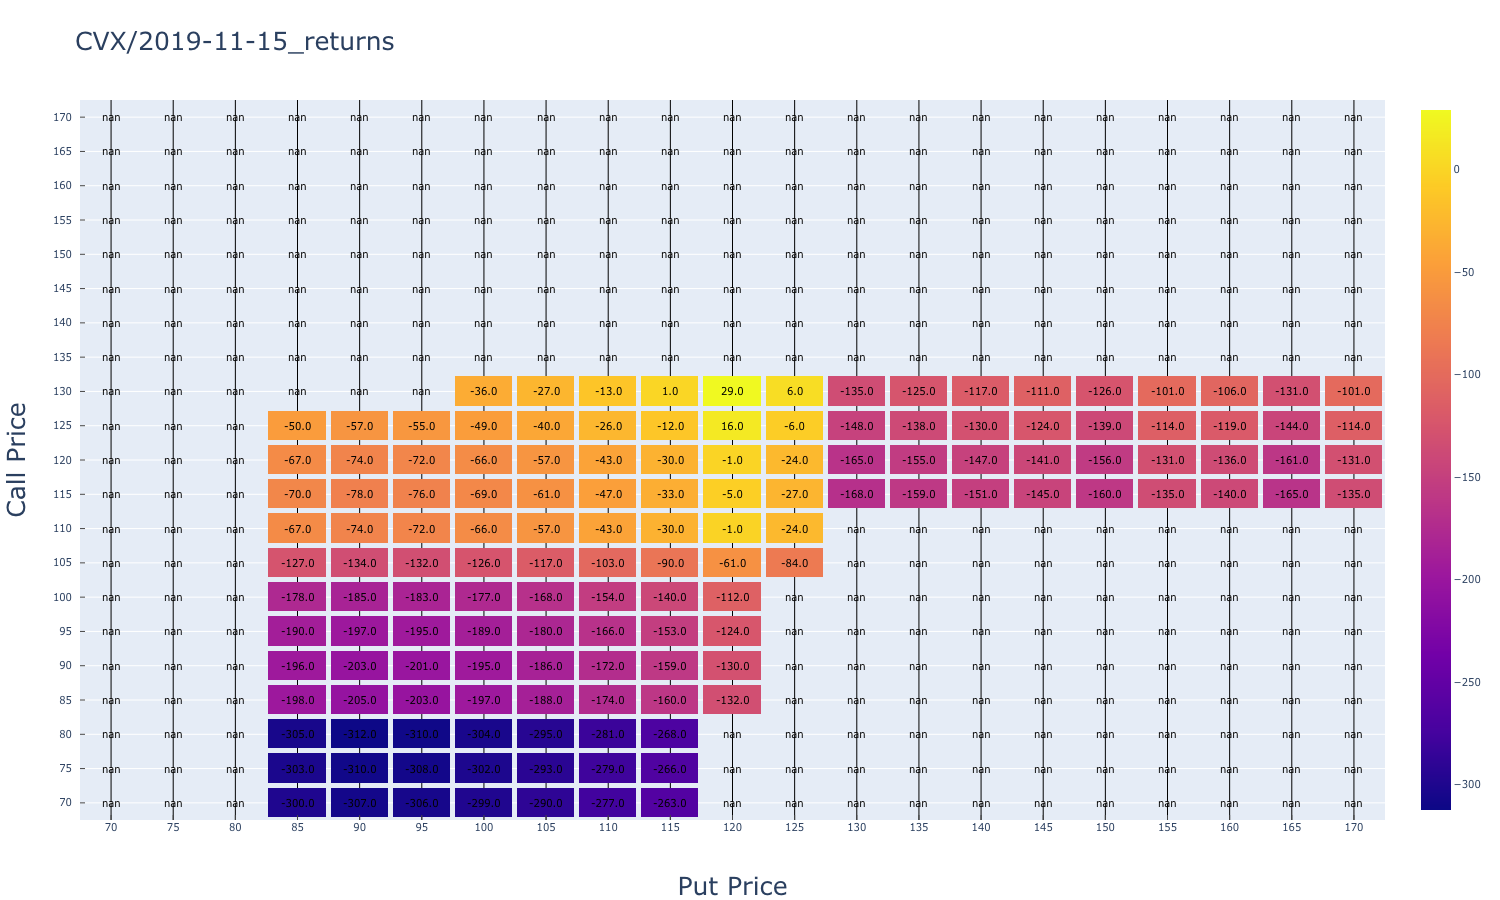 CVX/2019-11-15_returns
170 nan nan nan nan nan nan nan nan nan nan nan nan nan nan nan nan nan nan nan nan nan
165 nan nan nan nan nan nan nan nan nan nan nan nan nan nan nan nan nan nan nan nan nan
160 nan nan nan nan nan nan nan nan nan nan nan nan nan nan nan nan nan nan nan nan nan
155 nan nan nan nan nan nan nan nan nan nan nan nan nan nan nan nan nan nan nan nan nan
150 nan nan nan nan nan nan nan nan nan nan nan nan nan nan nan nan nan nan nan nan nan
145 nan nan nan nan nan nan nan nan nan nan nan nan nan nan nan nan nan nan nan nan nan
140 nan nan nan nan nan nan nan nan nan nan nan nan nan nan nan nan nan nan nan nan nan
135 nan nan nan nan nan nan nan nan nan nan nan nan nan nan nan nan nan nan nan nan nan
130 nan nan nan nan nan nan -36.0 -27.0 -13.0 1.0 29.0 6.0 -135.0 -125.0 -117.0 -111.0 -126.0 -101.0 -106.0 -131.0 -101.0
125 nan nan nan -50.0 -57.0 -55.0 -49.0 -40.0 -26.0 -12.0 16.0 -6.0 -148.0 -138.0 -130.0 -124.0 -139.0 -114.0 -119.0 -144.0 -114.0
120 nan nan nan -67.0 -74.0 -72.0 -66.0 -57.0 -43.0 -30.0 -1.0 -24.0 -165.0 -155.0 -147.0 -141.0 -156.0 -131.0 -136.0 -161.0 -131.0
115 nan nan nan -70.0 -78.0 -76.0 -69.0 -61.0 -47.0 -33.0 -5.0 -27.0 -168.0 -159.0 -151.0 -145.0 -160.0 -135.0 -140.0 -165.0 -135.0
110 nan nan nan -67.0 -74.0 -72.0 -66.0 -57.0 -43.0 -30.0 -1.0 -24.0 nan nan nan nan nan nan nan nan nan
105 nan nan nan -127.0 -134.0 -132.0 -126.0 -117.0 -103.0 -90.0 -61.0 -84.0 nan nan nan nan nan nan nan nan nan
100 nan nan nan -178.0 -185.0 -183.0 -177.0 -168.0 -154.0 -140.0 -112.0 nan nan nan nan nan nan nan nan nan nan
95 nan nan nan -190.0 -197.0 -195.0 -189.0 -180.0 -166.0 -153.0 -124.0 nan nan nan nan nan nan nan nan nan nan
90 nan nan nan -196.0 -203.0 -201.0 -195.0 -186.0 -172.0 -159.0 -130.0 nan nan nan nan nan nan nan nan nan nan
85 nan nan nan -198.0 -205.0 -203.0 -197.0 -188.0 -174.0 -160.0 -132.0 nan nan nan nan nan nan nan nan nan nan
80 nan nan nan -305.0 -312.0 -310.0 -304.0 -295.0 -281.0 -268.0 nan nan nan nan nan nan nan nan nan nan nan
75 nan nan nan -303.0 -310.0 -308.0 -302.0 -293.0 -279.0 -266.0 nan nan nan nan nan nan nan nan nan nan nan
70 nan nan nan -300.0 -307.0 -306.0 -299.0 -290.0 -277.0 -263.0 nan nan nan nan nan nan nan nan nan nan nan
70 75 80 85 90 95 100 105 110 115 120 125 130 135 140 145 150 155 160 165 170
Call Price
Put Price
0
−50
−100
−150
−200
−250
−300